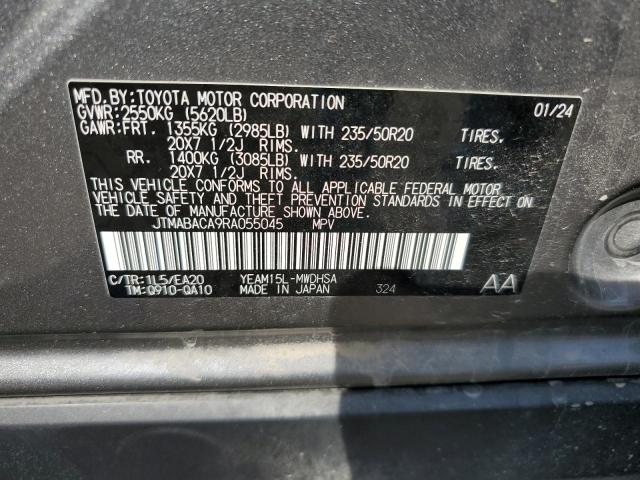 MFD. BY: TOYOTA MOTOR CORPORATION 01/24
GVWR: 2550KG (5620LB)
GAWR: FRT. 1355KG (2985LB) WITH 235/50R20 TIRES.
20X7 1/2J RIMS.
RR. 1400KG (3085LB) WITH 235/50R20 TIRES.
20X7 1/2J RIMS.
THIS VEHICLE CONFORMS TO ALL APPLICABLE FEDERAL MOTOR
VEHICLE SAFETY AND THEFT PREVENTION STANDARDS IN EFFECT ON
THE DATE OF MANUFACTURE SHOWN ABOVE.
JTMABACA9RA055045 MPV
C/TR: 1L5/EA20 YEAM15L-MWDHSA
TM: Q910-QA10 MADE IN JAPAN 324 AA